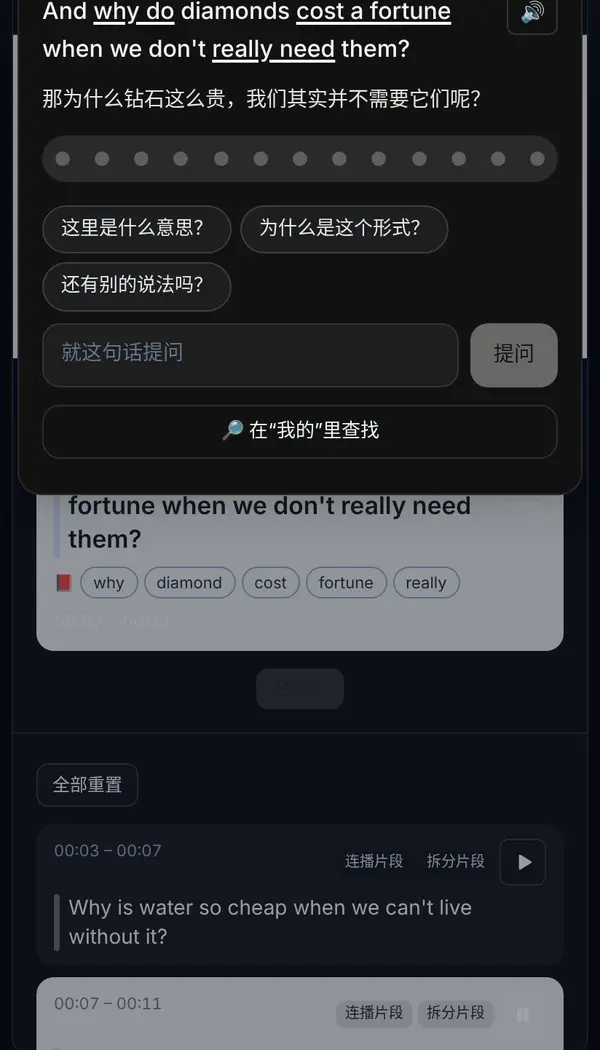 And why do diamonds cost a fortune
when we don't really need them?
那为什么钻石这么贵，我们其实并不需要它们呢？
这里是什么意思？
为什么是这个形式？
还有别的说法吗？
就这句话提问
提问
在“我的”里查找
fortune when we don't really need
them?
why
diamond
cost
fortune
really
全部重置
00:03 – 00:07
连播片段
拆分片段
Why is water so cheap when we can't live
without it?
00:07 – 00:11
连播片段
拆分片段